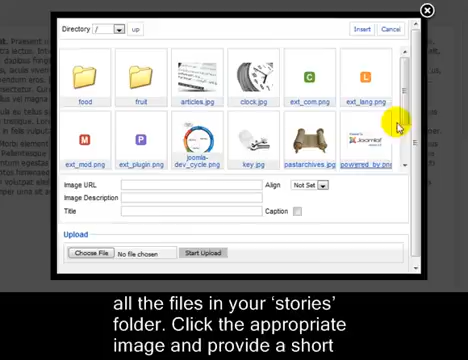 Directory / up Insert Cancel
food fruit articles.jpg clock.jpg ext_com.png ext_lang.png
C L
M P Joomla!
ext_mod.png ext_plugin.png joomla-dev_cycle.png key.jpg pastarchives.jpg powered_by.png
Image URL Align Not Set
Image Description
Title Caption
Upload
Choose File No file chosen Start Upload
all the files in your ‘stories’
folder. Click the appropriate
image and provide a short